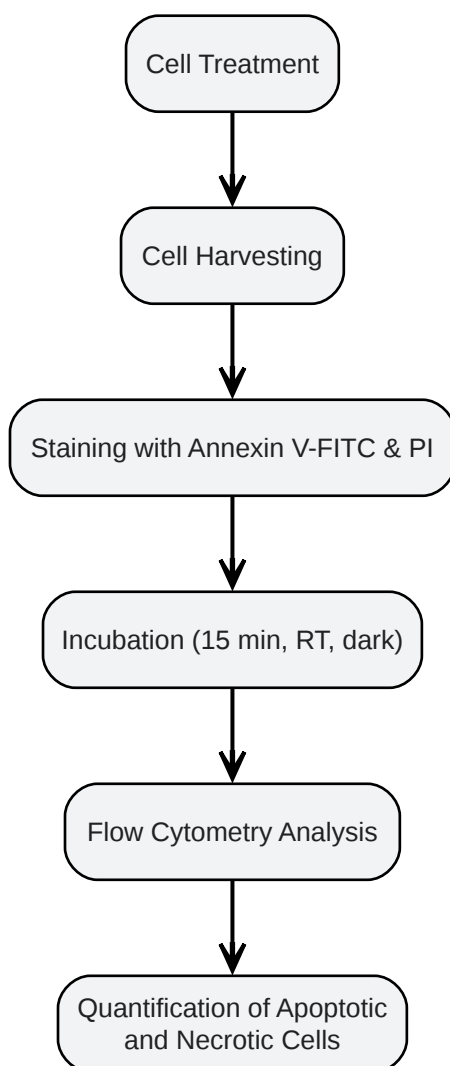 Cell Treatment
Cell Harvesting
Staining with Annexin V-FITC & PI
Incubation (15 min, RT, dark)
Flow Cytometry Analysis
Quantification of Apoptotic
and Necrotic Cells